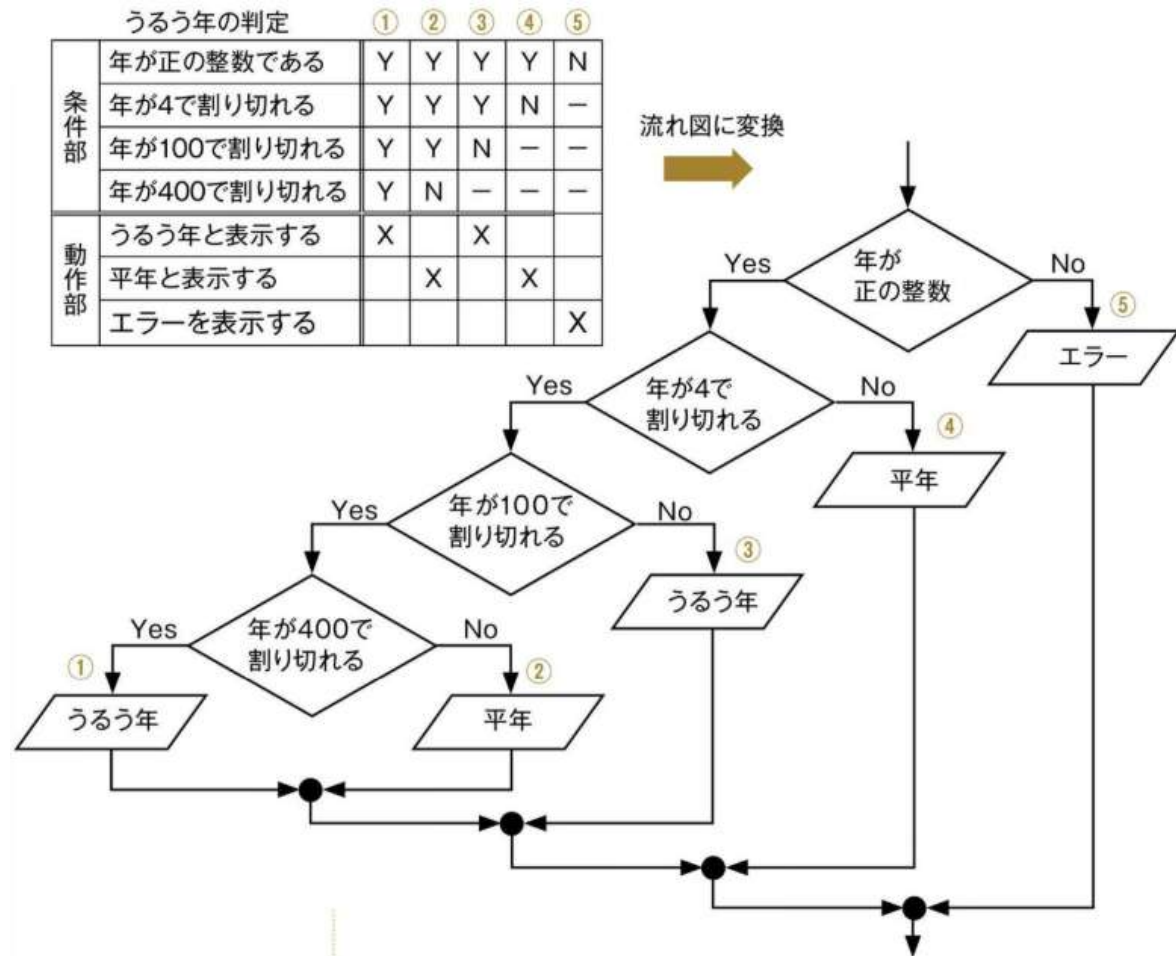 うるう年の判定 ① ② ③ ④ ⑤
条件部
年が正の整数である Y Y Y Y N
年が4で割り切れる Y Y Y N －
年が100で割り切れる Y Y N － －
年が400で割り切れる Y N － － －
動作部
うるう年と表示する X X
平年と表示する X X
エラーを表示する X
流れ図に変換
年が
正の整数
Yes
No
⑤
エラー
年が4で
割り切れる
Yes
No
④
平年
年が100で
割り切れる
Yes
No
③
うるう年
年が400で
割り切れる
Yes
No
①
うるう年
②
平年